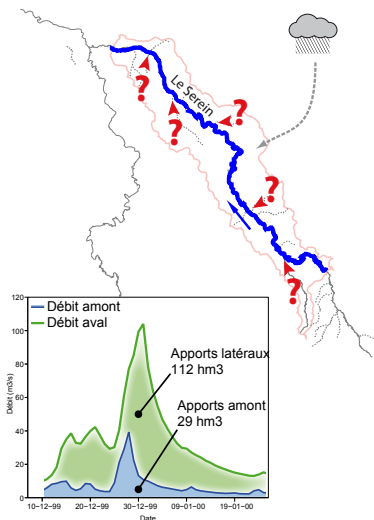 Le Serein
?
?
?
?
?
Débit amont
Débit aval
Apports latéraux
112 hm3
Apports amont
29 hm3
Débit (m3/s)
120
100
80
60
40
20
0
10-12-99
20-12-99
30-12-99
09-01-00
19-01-00
Date